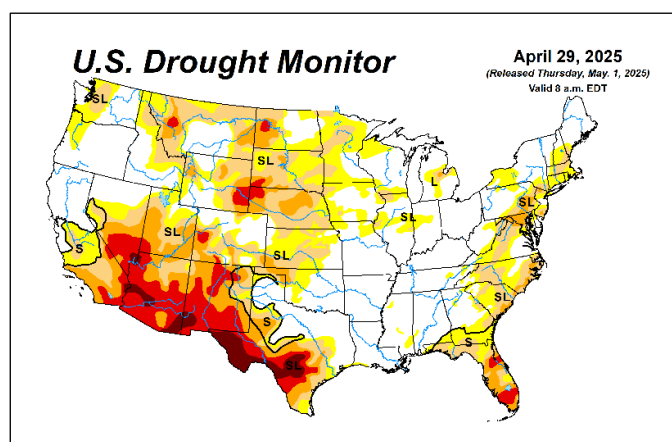 U.S. Drought Monitor
April 29, 2025
(Released Thursday, May. 1, 2025)
Valid 8 a.m. EDT
SL
SL
L
SL
SL
S
SL
SL
SL
S
S
SL